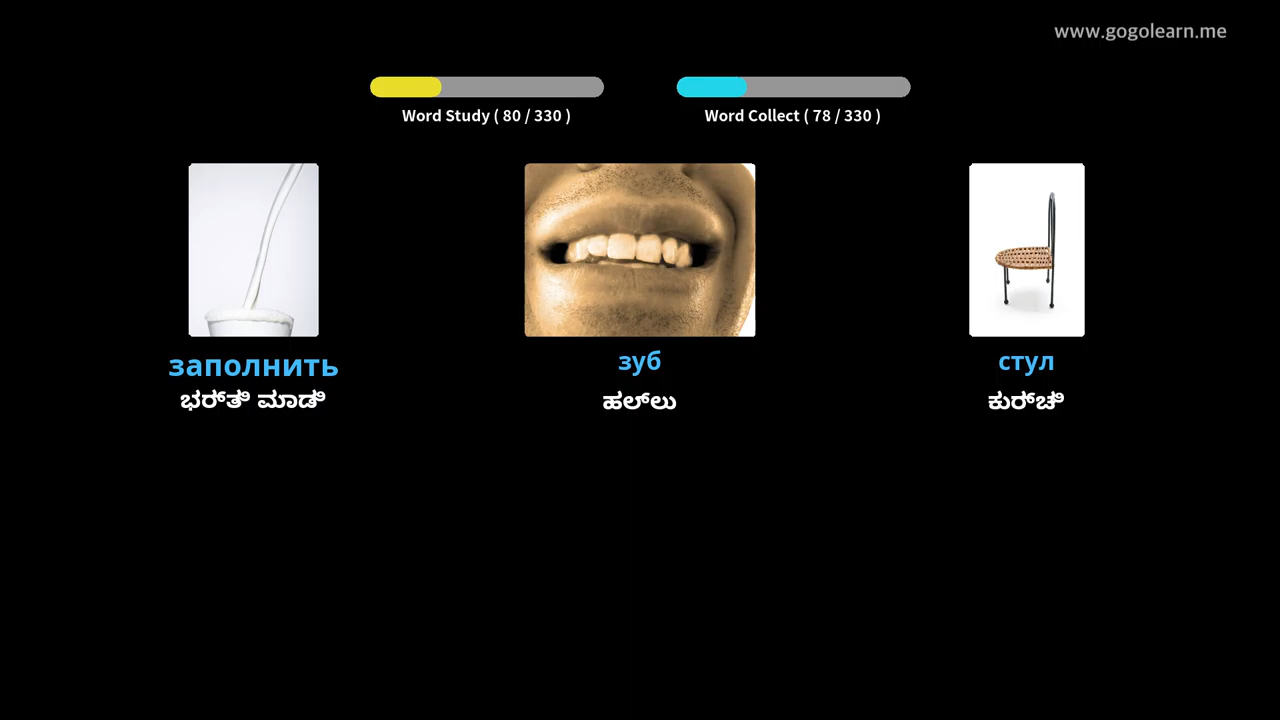 www.gogolearn.me
Word Study ( 80 / 330 )
Word Collect ( 78 / 330 )
заполнить
ಭರ್ತಿ ಮಾಡಿ
зуб
ಹಲ್ಲು
стул
ಕುರ್ಚಿ